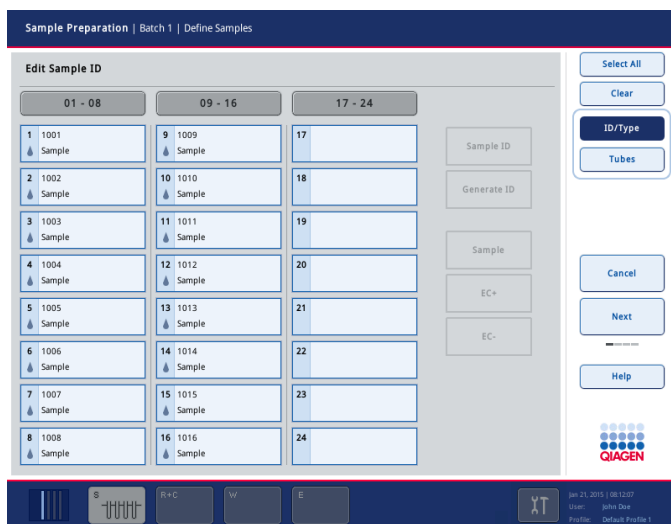 Sample Preparation | Batch 1 | Define Samples
Edit Sample ID
01 - 08
09 - 16
17 - 24
1 1001
Sample
2 1002
Sample
3 1003
Sample
4 1004
Sample
5 1005
Sample
6 1006
Sample
7 1007
Sample
8 1008
Sample
9 1009
Sample
10 1010
Sample
11 1011
Sample
12 1012
Sample
13 1013
Sample
14 1014
Sample
15 1015
Sample
16 1016
Sample
17
18
19
20
21
22
23
24
Sample ID
Generate ID
Sample
EC+
EC-
Select All
Clear
ID/Type
Tubes
Cancel
Next
Help
QIAGEN
S
R+C
W
E
Jan 21, 2015 | 08:12:07
User: John Doe
Profile: Default Profile 1